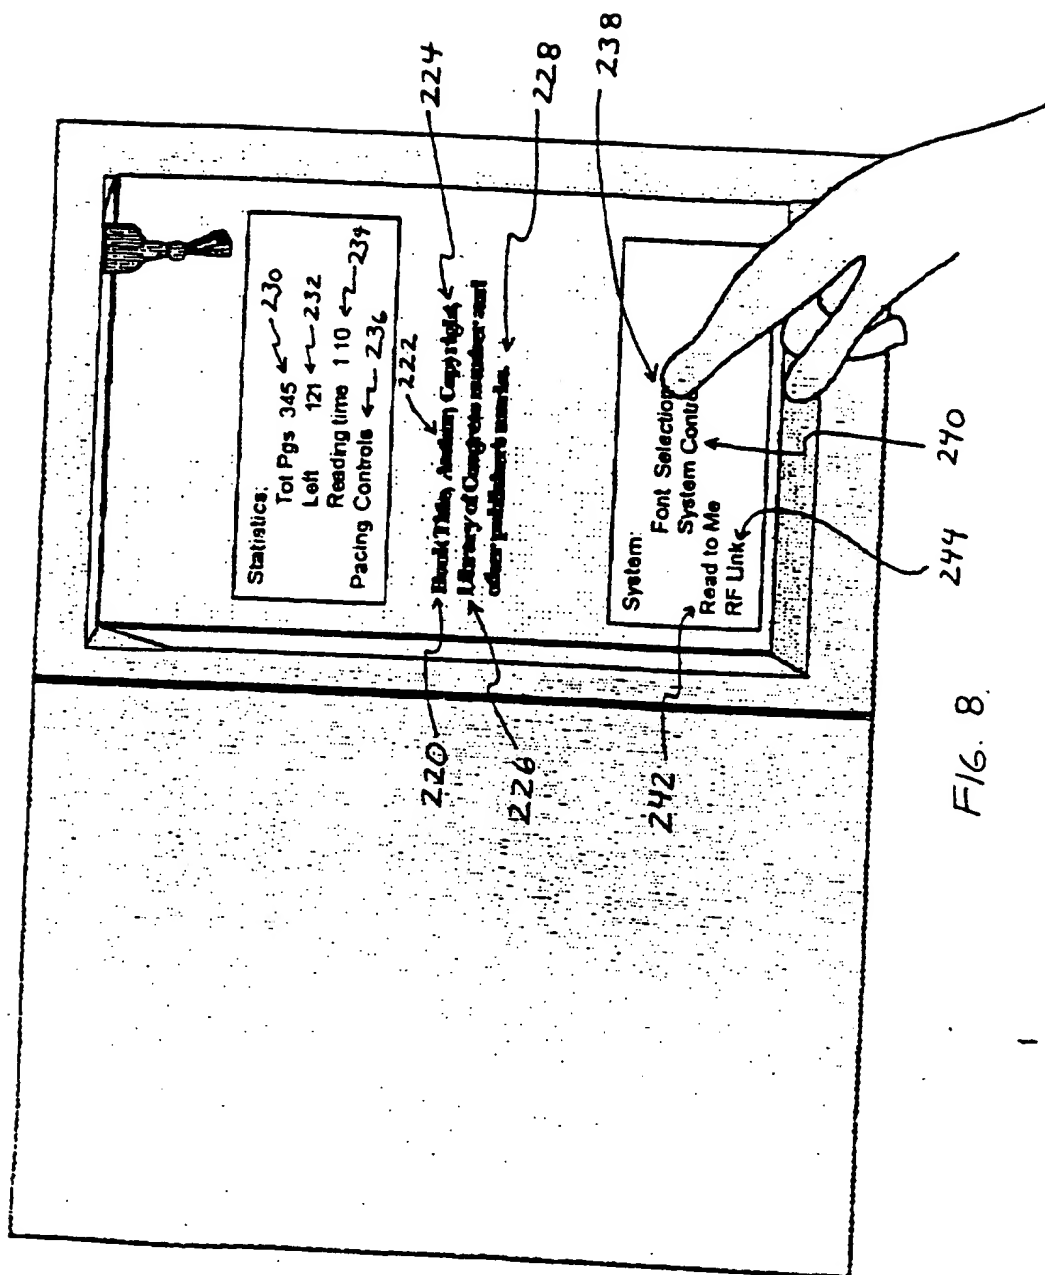 Statistics:
Tot Pgs 345 230
Left 121 232
Reading time 1 10 234
Pacing Controls 236
222
224
220 Book Title, Author, Copyright,
226 Library of Congress number and
other publisher's marks. 228
System:
Font Selection 238
System Contro
242 Read to Me
RF Link
240
244
FIG. 8.